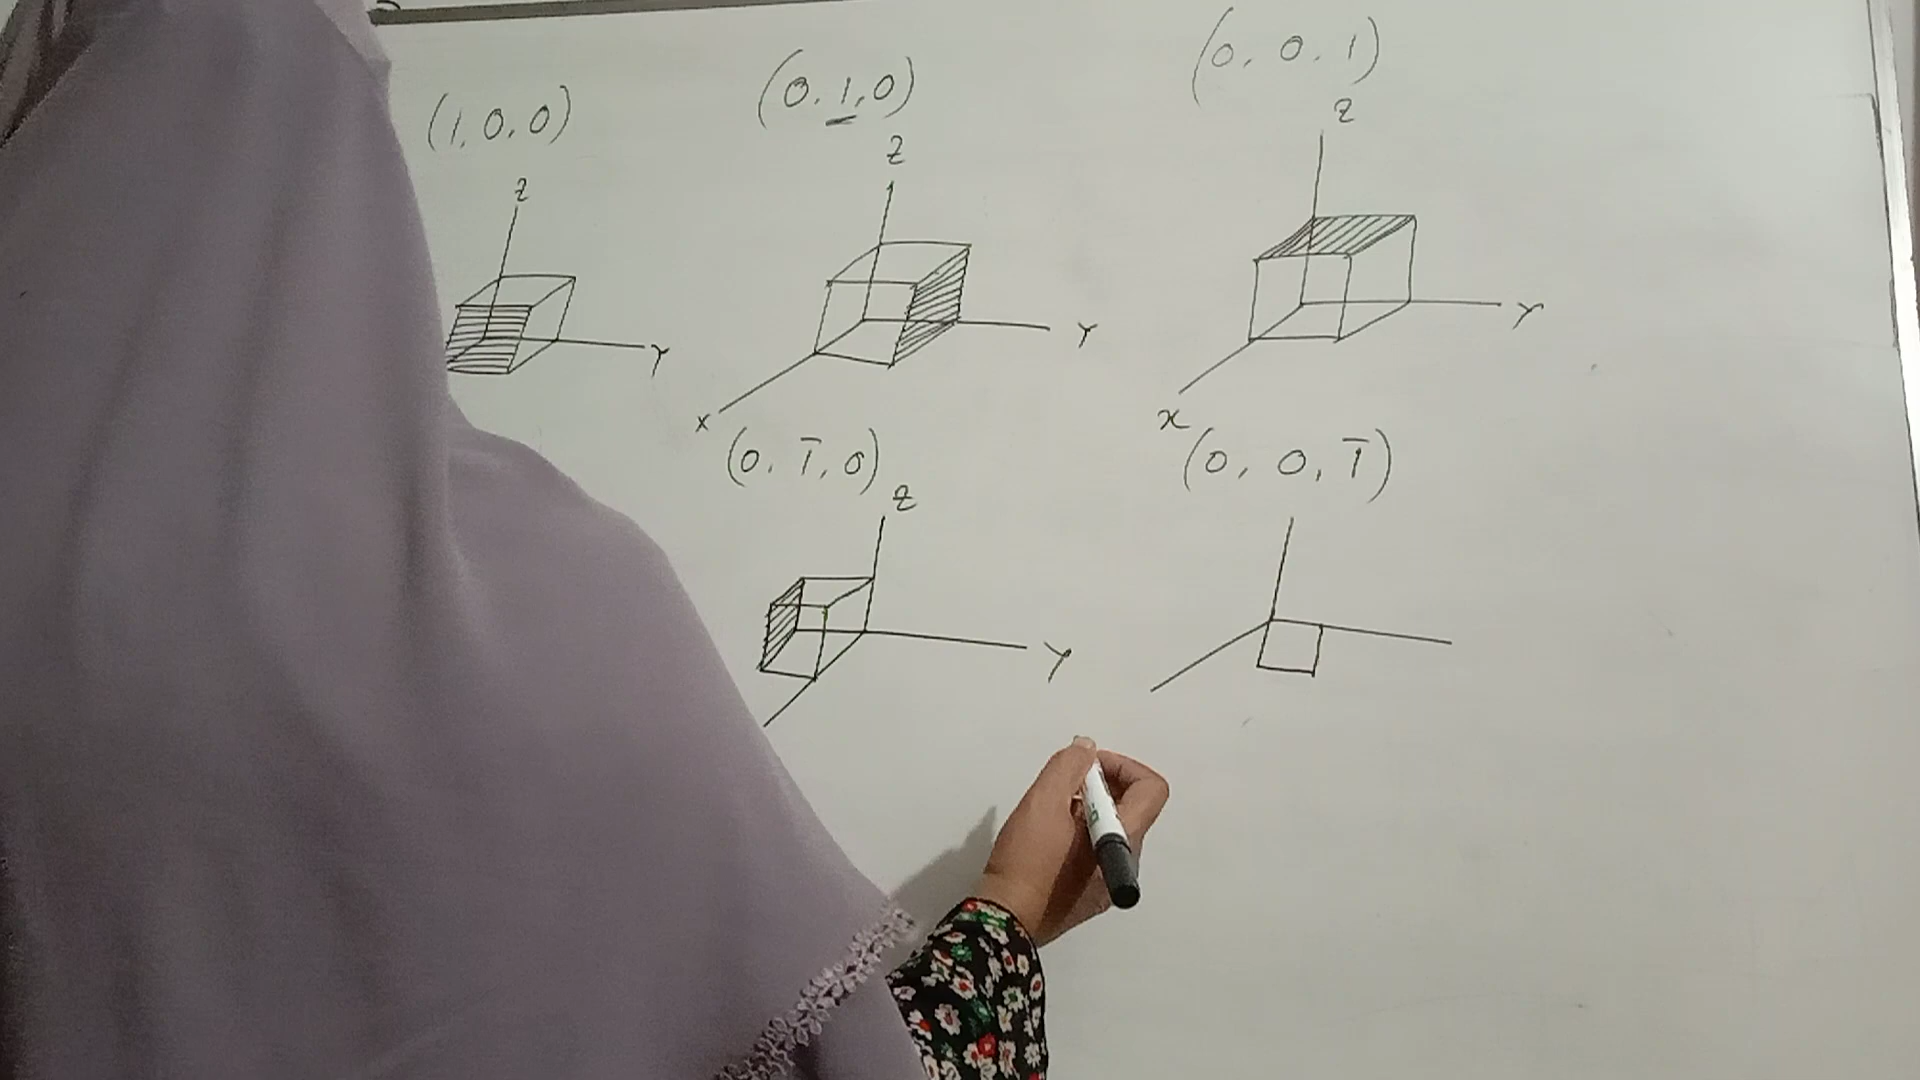 (1, 0, 0)
(0, 1, 0)
(0, 0, 1)
Z
Y
Z
Y
X
Z
Y
x
(0, 1̅, 0)
Z
Y
(0, 0, 1̅)